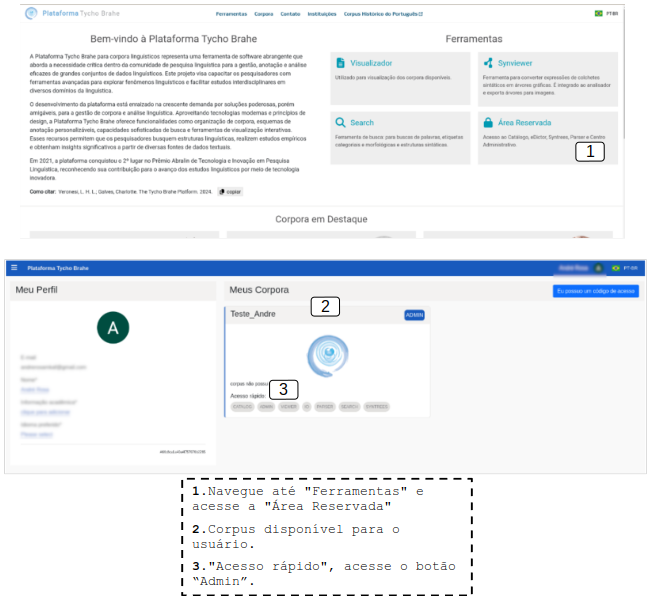 Plataforma Tycho Brahe
Ferramentas Corpora Contato Instituições Corpus Histórico do Português
PT-BR
Bem-vindo à Plataforma Tycho Brahe
A Plataforma Tycho Brahe para corpora linguísticos representa uma ferramenta de software abrangente que
aborda a necessidade crítica dentro da comunidade de pesquisa linguística para a gestão, anotação e análise
eficazes de grandes conjuntos de dados linguísticos. Este projeto visa capacitar os pesquisadores com
ferramentas avançadas para explorar fenômenos linguísticos e facilitar estudos interdisciplinares em
diversos domínios da linguística.
O desenvolvimento da plataforma está enraizado na crescente demanda por soluções poderosas, porém
amigáveis, para a gestão de corpora e análise linguística. Aproveitando tecnologias modernas e princípios de
design, a Plataforma Tycho Brahe oferece funcionalidades como organização de corpora, esquemas de
anotação personalizáveis, capacidades sofisticadas de busca e ferramentas de visualização interativas.
Esses recursos permitem que os pesquisadores busquem estruturas linguísticas, realizem estudos empíricos
e obtenham insights significativos a partir de diversas fontes de dados textuais.
Em 2021, a plataforma conquistou o 2º lugar no Prêmio Abralin de Tecnologia e Inovação em Pesquisa
Linguística, reconhecendo sua contribuição para o avanço dos estudos linguísticos por meio de tecnologia
inovadora.
Como citar: Veronesi, L. H. L.; Galves, Charlotte. The Tycho Brahe Platform. 2024. copiar
Ferramentas
Visualizador
Utilizado para visualização dos corpora disponíveis.
Synviewer
Ferramenta para converter expressões de colchetes
sintáticos em árvores gráficas. É integrado ao analisador
e exporta árvores para imagens.
Search
Ferramenta de busca para buscas de palavras, etiquetas
categoriais e morfológicas e estruturas sintáticas.
Área Reservada
Acesso ao Catálogo, eDictor, Syntrees, Parser e Centro
Administrativo.
1
Corpora em Destaque
Plataforma Tycho Brahe
A
PT-BR
Meu Perfil
A
Meus Corpora
Eu possuo um código de acesso
2
Teste_Andre
ADMIN
corpus não possui
3
Acesso rápido:
CATALOG ADMIN VIEWER PARSER SEARCH SYNTREES
1.Navegue até "Ferramentas" e
acesse a "Área Reservada"
2.Corpus disponível para o
usuário.
3."Acesso rápido", acesse o botão
“Admin”.